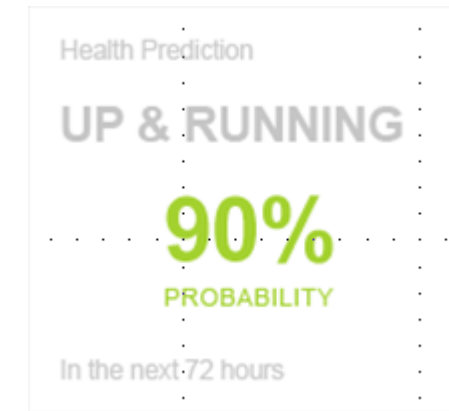 Health Prediction
UP & RUNNING
90%
PROBABILITY
In the next 72 hours